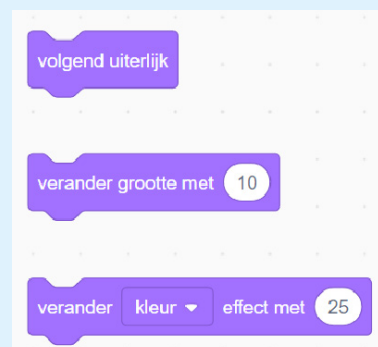 volgend uiterlijk
verander grootte met 10
verander kleur effect met 25